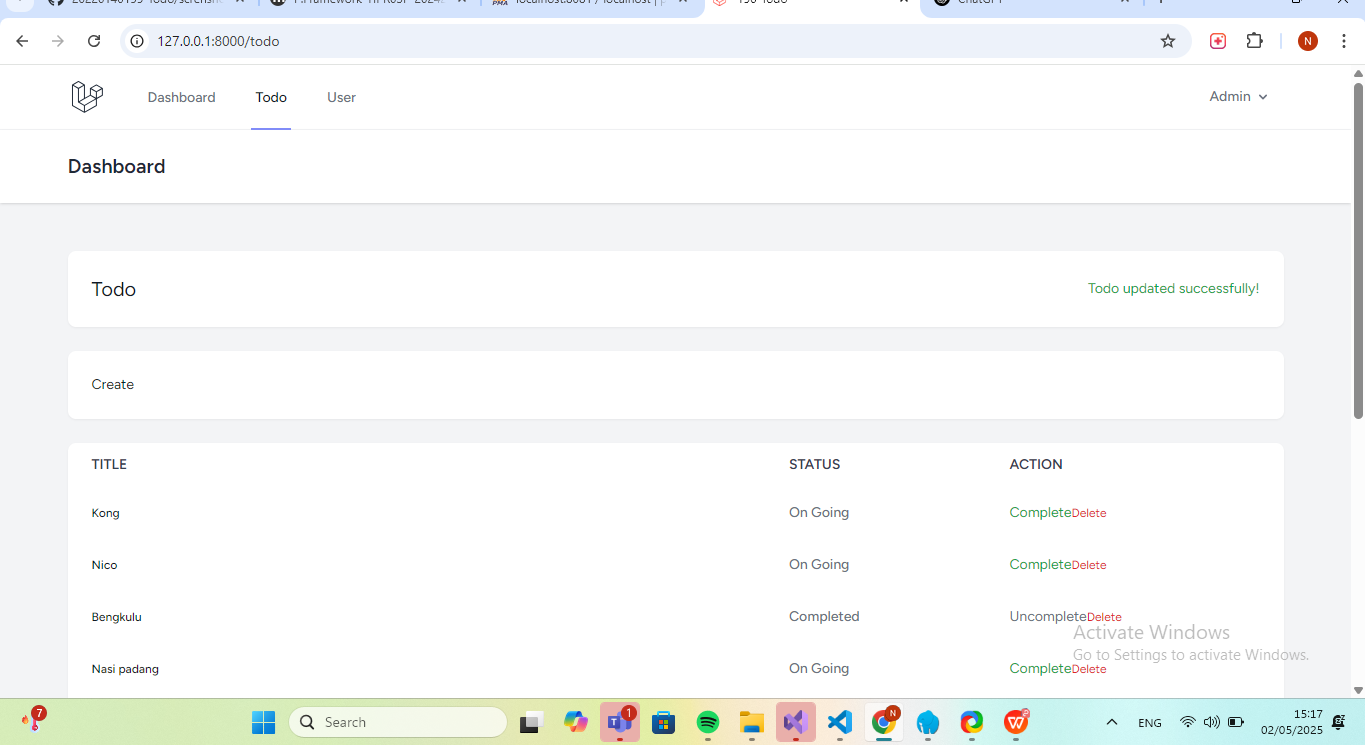 127.0.0.1:8000/todo
N
Dashboard Todo User Admin
Dashboard
Todo Todo updated successfully!
Create
TITLE STATUS ACTION
Kong On Going CompleteDelete
Nico On Going CompleteDelete
Bengkulu Completed UncompleteDelete
Nasi padang On Going CompleteDelete
Activate Windows
Go to Settings to activate Windows.
7
Search
1
N
ENG
15:17
02/05/2025